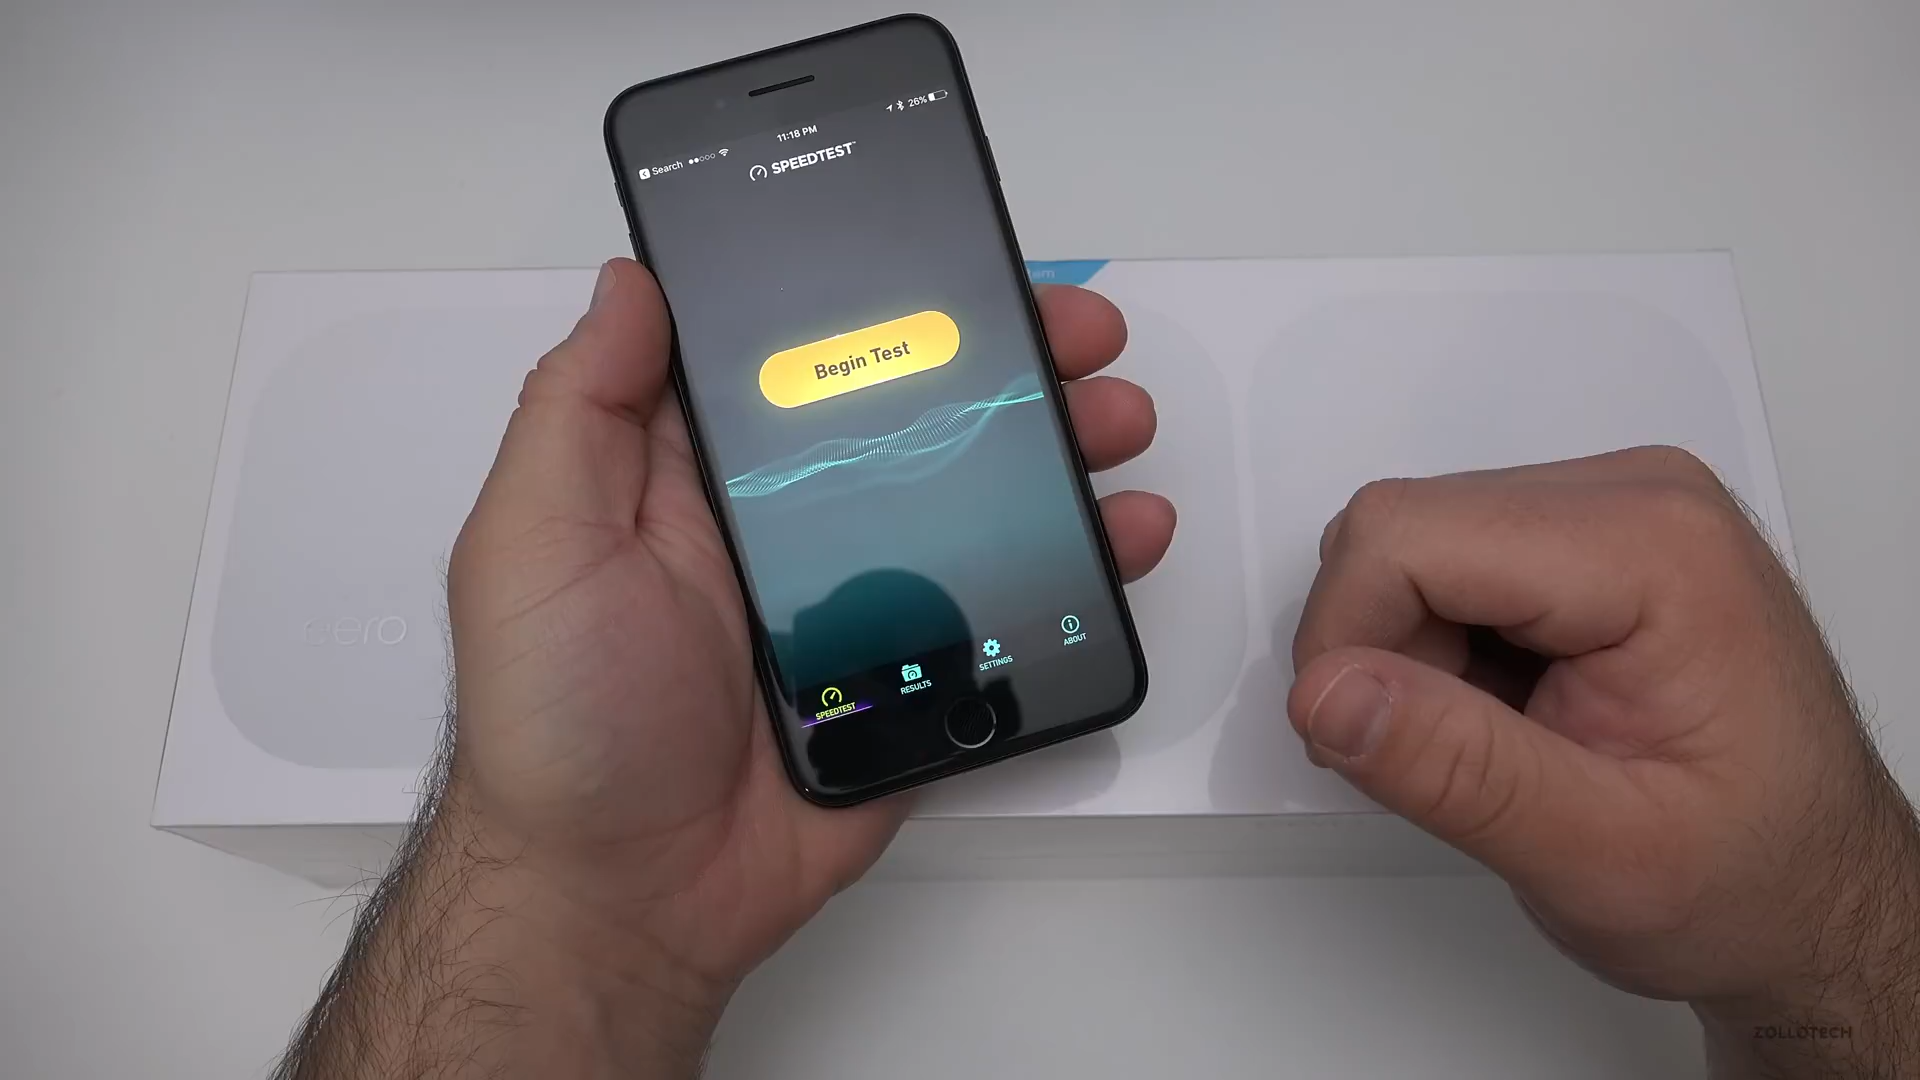 11:18 PM
26%
Search
SPEEDTEST
Begin Test
SPEEDTEST
RESULTS
SETTINGS
ABOUT
eero
ZOLLOTECH